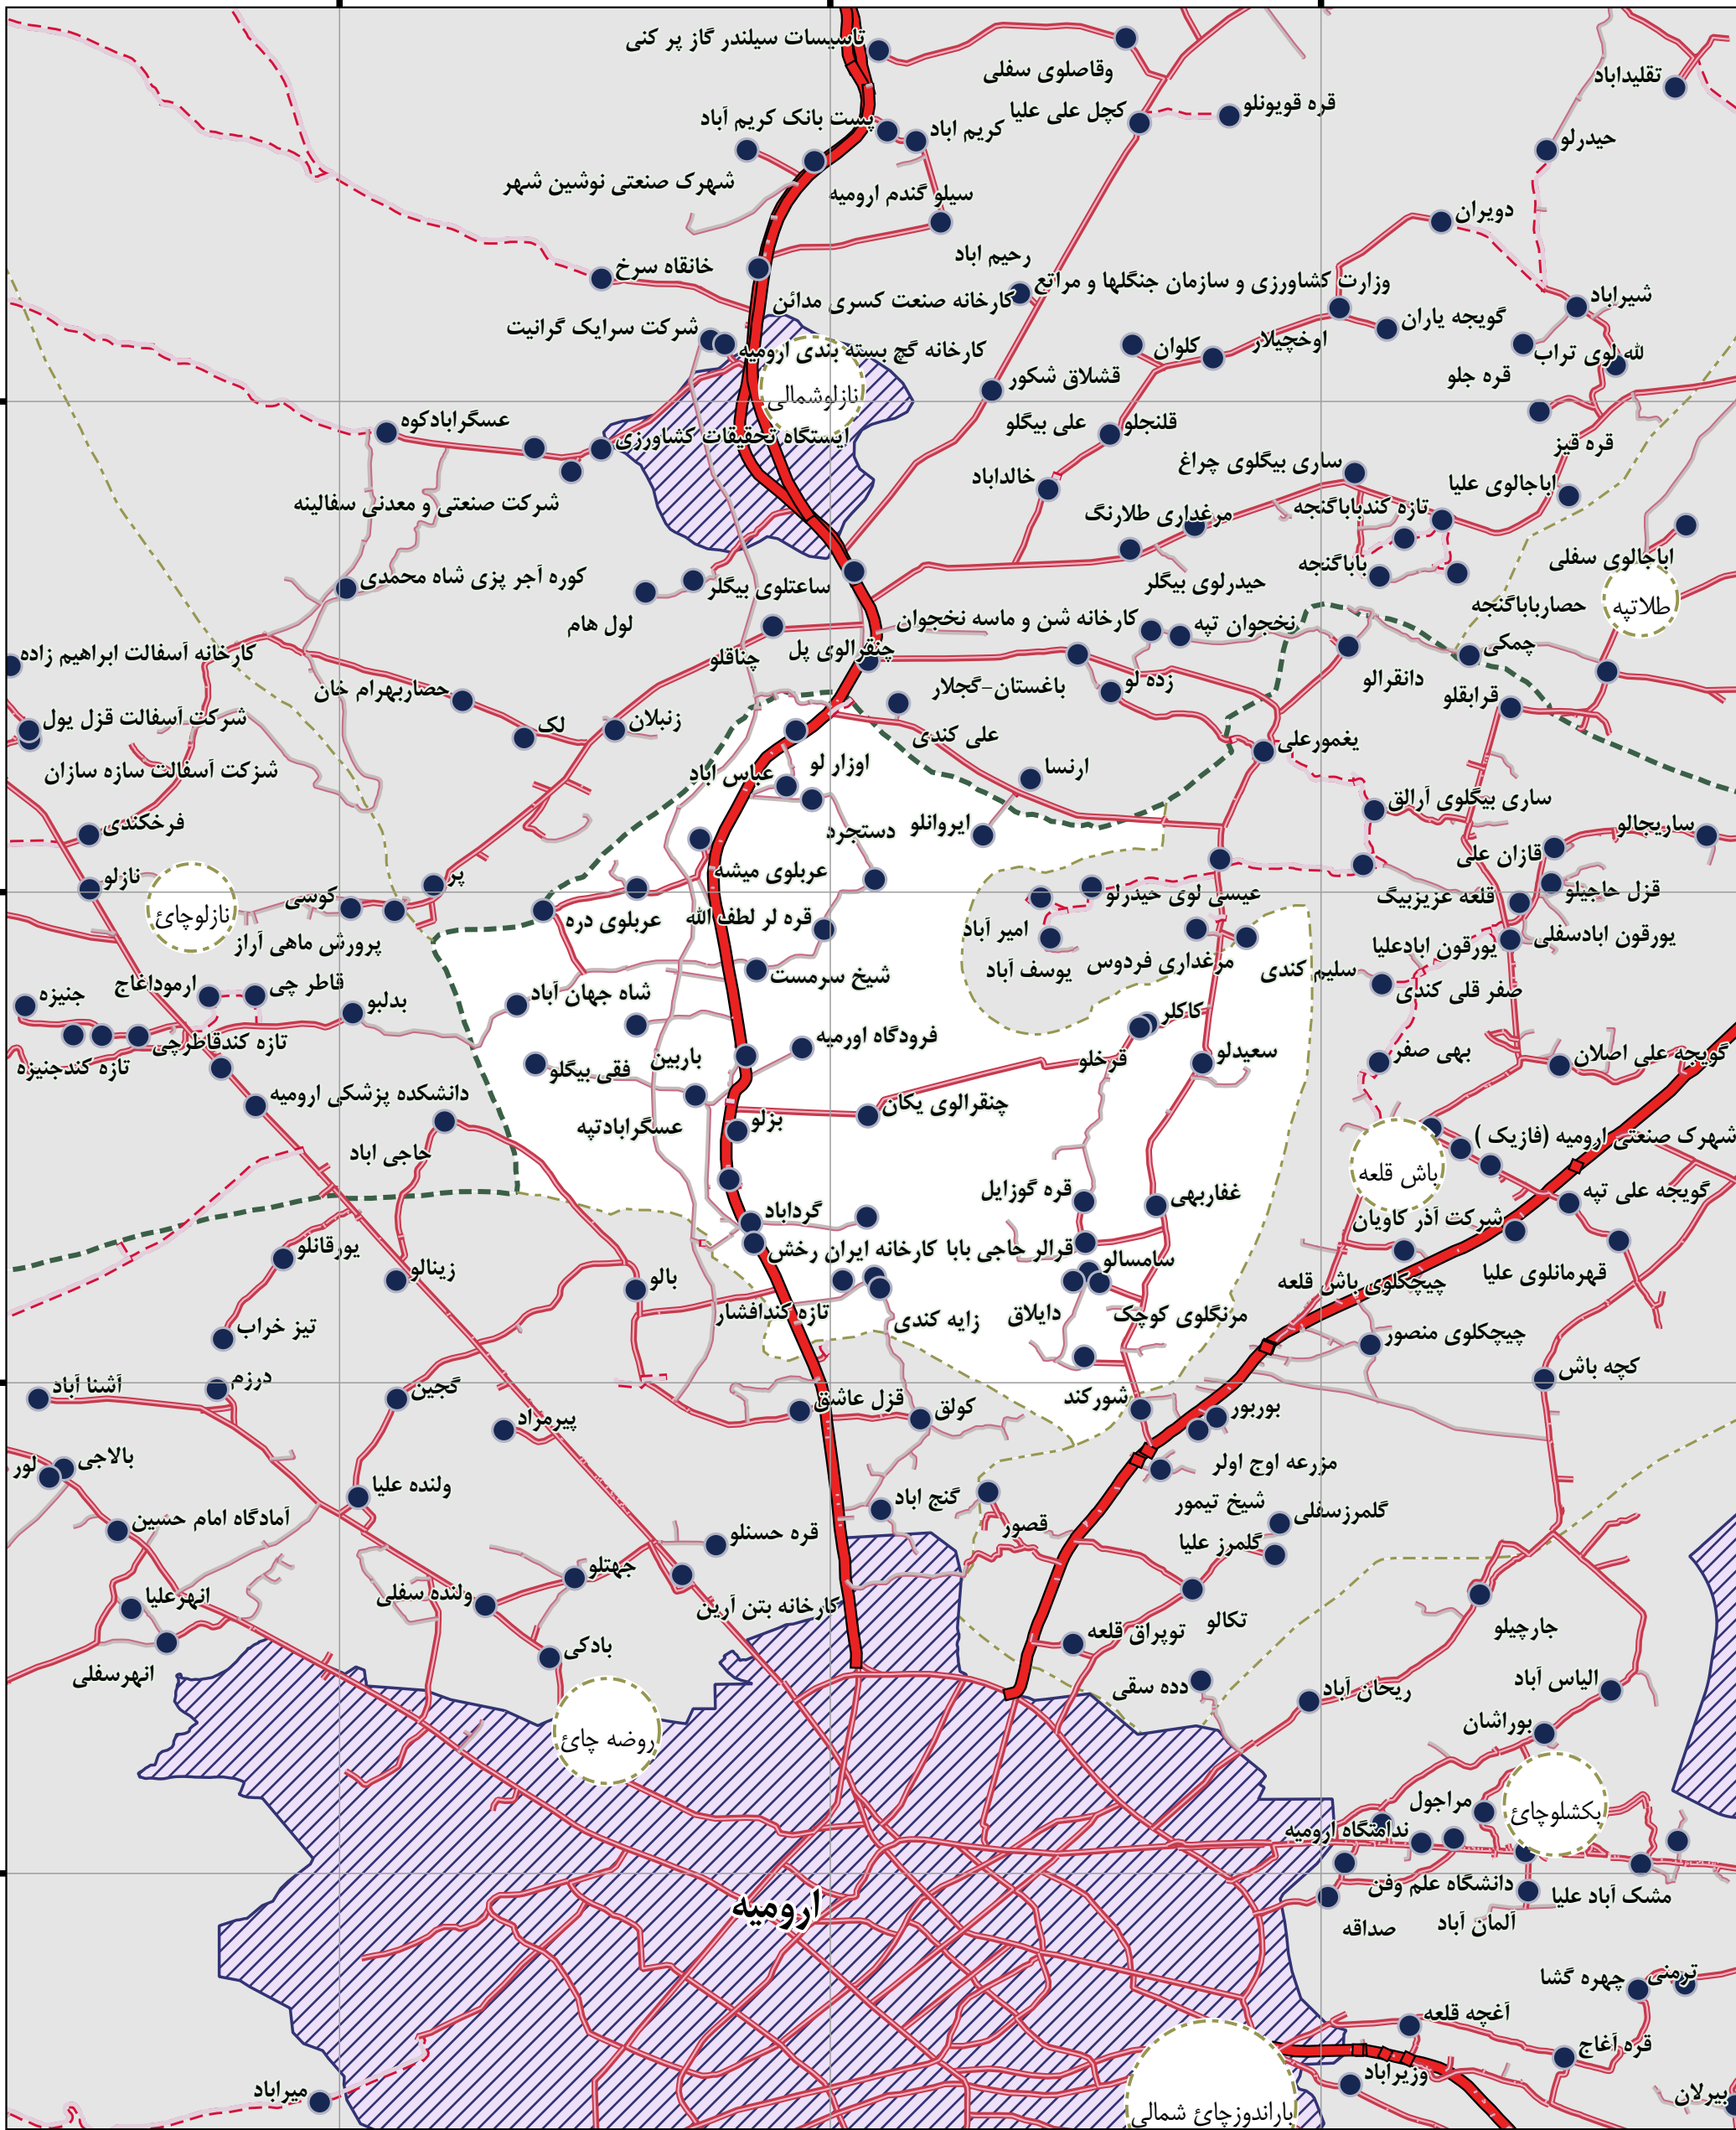 تاسیسات سیلندر گاز پر کنی
وقاصلوی سفلی
تقلیداباد
پست بانک کریم آباد
کریم اباد
کچل علی علیا
قره قویونلو
حیدرلو
شهرک صنعتی نوشین شهر
سیلو گندم ارومیه
دویران
رحیم اباد
خانقاه سرخ
کارخانه صنعت کسری مدائن
وزارت کشاورزی و سازمان جنگلها و مراتع
شیراباد
شرکت سرایک گرانیت
کارخانه گچ بسته بندی ارومیه
گویجه یاران
اوخچیلار
کلوان
لله لوی تراب
قره جلو
نازلوشمالی
قشلاق شکور
عسگرابادکوه
ایستگاه تحقیقات کشاورزی
علی بیگلو
قلنجلو
قره قیز
خالداباد
ساری بیگلوی چراغ
اباجالوی علیا
شرکت صنعتی و معدنی سفالینه
مرغداری طلارنگ
تازه کندباباگنجه
اباجالوی سفلی
باباگنجه
کوره آجر پزی شاه محمدی
ساعتلوی بیگلر
حیدرلوی بیگلر
حصارباباگنجه
طلاتپه
لول هام
کارخانه شن و ماسه نخجوان
نخجوان تپه
چمکی
کارخانه آسفالت ابراهیم زاده
چناقلو
چنقرالوی پل
دانقرالو
حصاربهرام خان
باغستان-گجلار
زده لو
قرابقلو
شرکت آسفالت قزل یول
لک
زنبلان
علی کندی
یغمورعلی
شزکت آسفالت سازه سازان
عباس اباد
اوزار لو
ارنسا
ساری بیگلوی آرالق
فرخکندی
دستجرد
ایروانلو
ساریجالو
نازلو
پر
عربلوی میشه
قازان علی
نازلوچائ
کوسی
عربلوی دره
قره لر لطف الله
عیسی لوی حیدرلو
قلعه عزیزبیگ
قزل حاجیلو
پرورش ماهی آراز
امیر آباد
یورقون ابادعلیا
یورقون ابادسفلی
یوسف آباد
مرغداری فردوس
سلیم کندی
صفر قلی کندی
شیخ سرمست
جنیزه
ارموداغاج
قاطر چی
بدلبو
شاه جهان آباد
کاکلر
تازه کندجنیزه
تازه کندقاطرچی
فقی بیگلو
باربین
فرودگاه اورمیه
قرخلو
سعیدلو
بهی صفر
گویجه علی اصلان
دانشکده پزشکی ارومیه
عسگرابادتپه
بزلو
چنقرالوی یکان
حاجی اباد
شهرک صنعتی ارومیه (فازیک )
باش قلعه
گرداباد
قره گوزایل
غفاربهی
گویجه علی تپه
شرکت آذر کاویان
یورقانلو
زینالو
کارخانه ایران رخش
قرالر حاجی بابا
سامسالو
قهرمانلوی علیا
بالو
چیچکلوی باش قلعه
تیز خراب
تازه کندافشار
زایه کندی
دایلاق
مرنگلوی کوچک
چیچکلوی منصور
آشنا آباد
درزم
گجین
کچه باش
پیرمراد
قزل عاشق
کولق
شورکند
بوربور
لور
بالاجی
ولنده علیا
گنج اباد
مزرعه اوج اولر
آمادگاه امام حسین
قره حسنلو
قصور
شیخ تیمور
گلمرزسفلی
گلمرز علیا
جهتلو
انهرعلیا
ولنده سفلی
کارخانه بتن آرین
تکالو
جارچیلو
انهرسفلی
بادکی
توپراق قلعه
دده سقی
الیاس آباد
روضه چائ
ریحان آباد
بوراشان
مراجول
بکشلوچائ
ندامتگاه ارومیه
ارومیه
دانشگاه علم وفن
مشک آباد علیا
صداقه
آلمان آباد
چهره گشا
ترمنی
آغچه قلعه
قره آغاج
میراباد
باراندوزچائ شمالی
وزیراباد
بیرلان